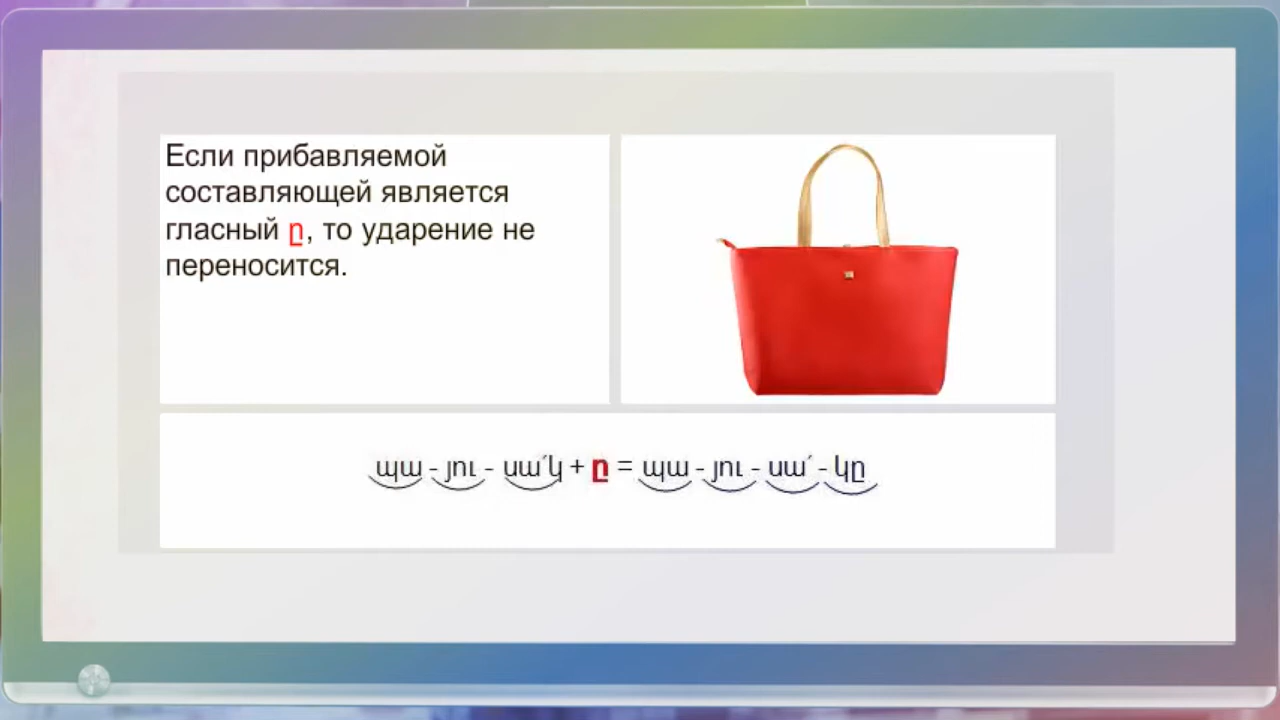 Если прибавляемой
составляющей является
гласный ը, то ударение не
переносится.
պա - յու - սա՛կ + ը = պա - յու - սա՛ - կը